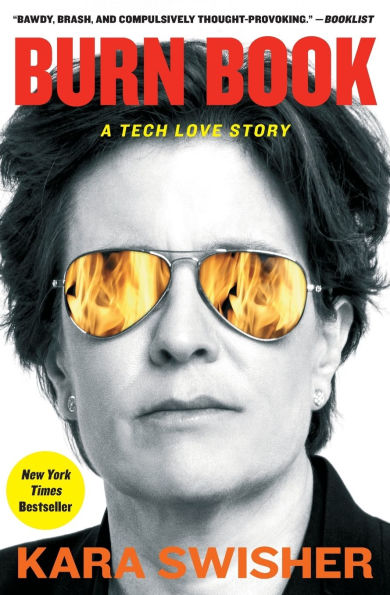 “BAWDY, BRASH, AND COMPULSIVELY THOUGHT-PROVOKING.” —BOOKLIST
BURN BOOK
A TECH LOVE STORY
New York
Times
Bestseller
KARA SWISHER